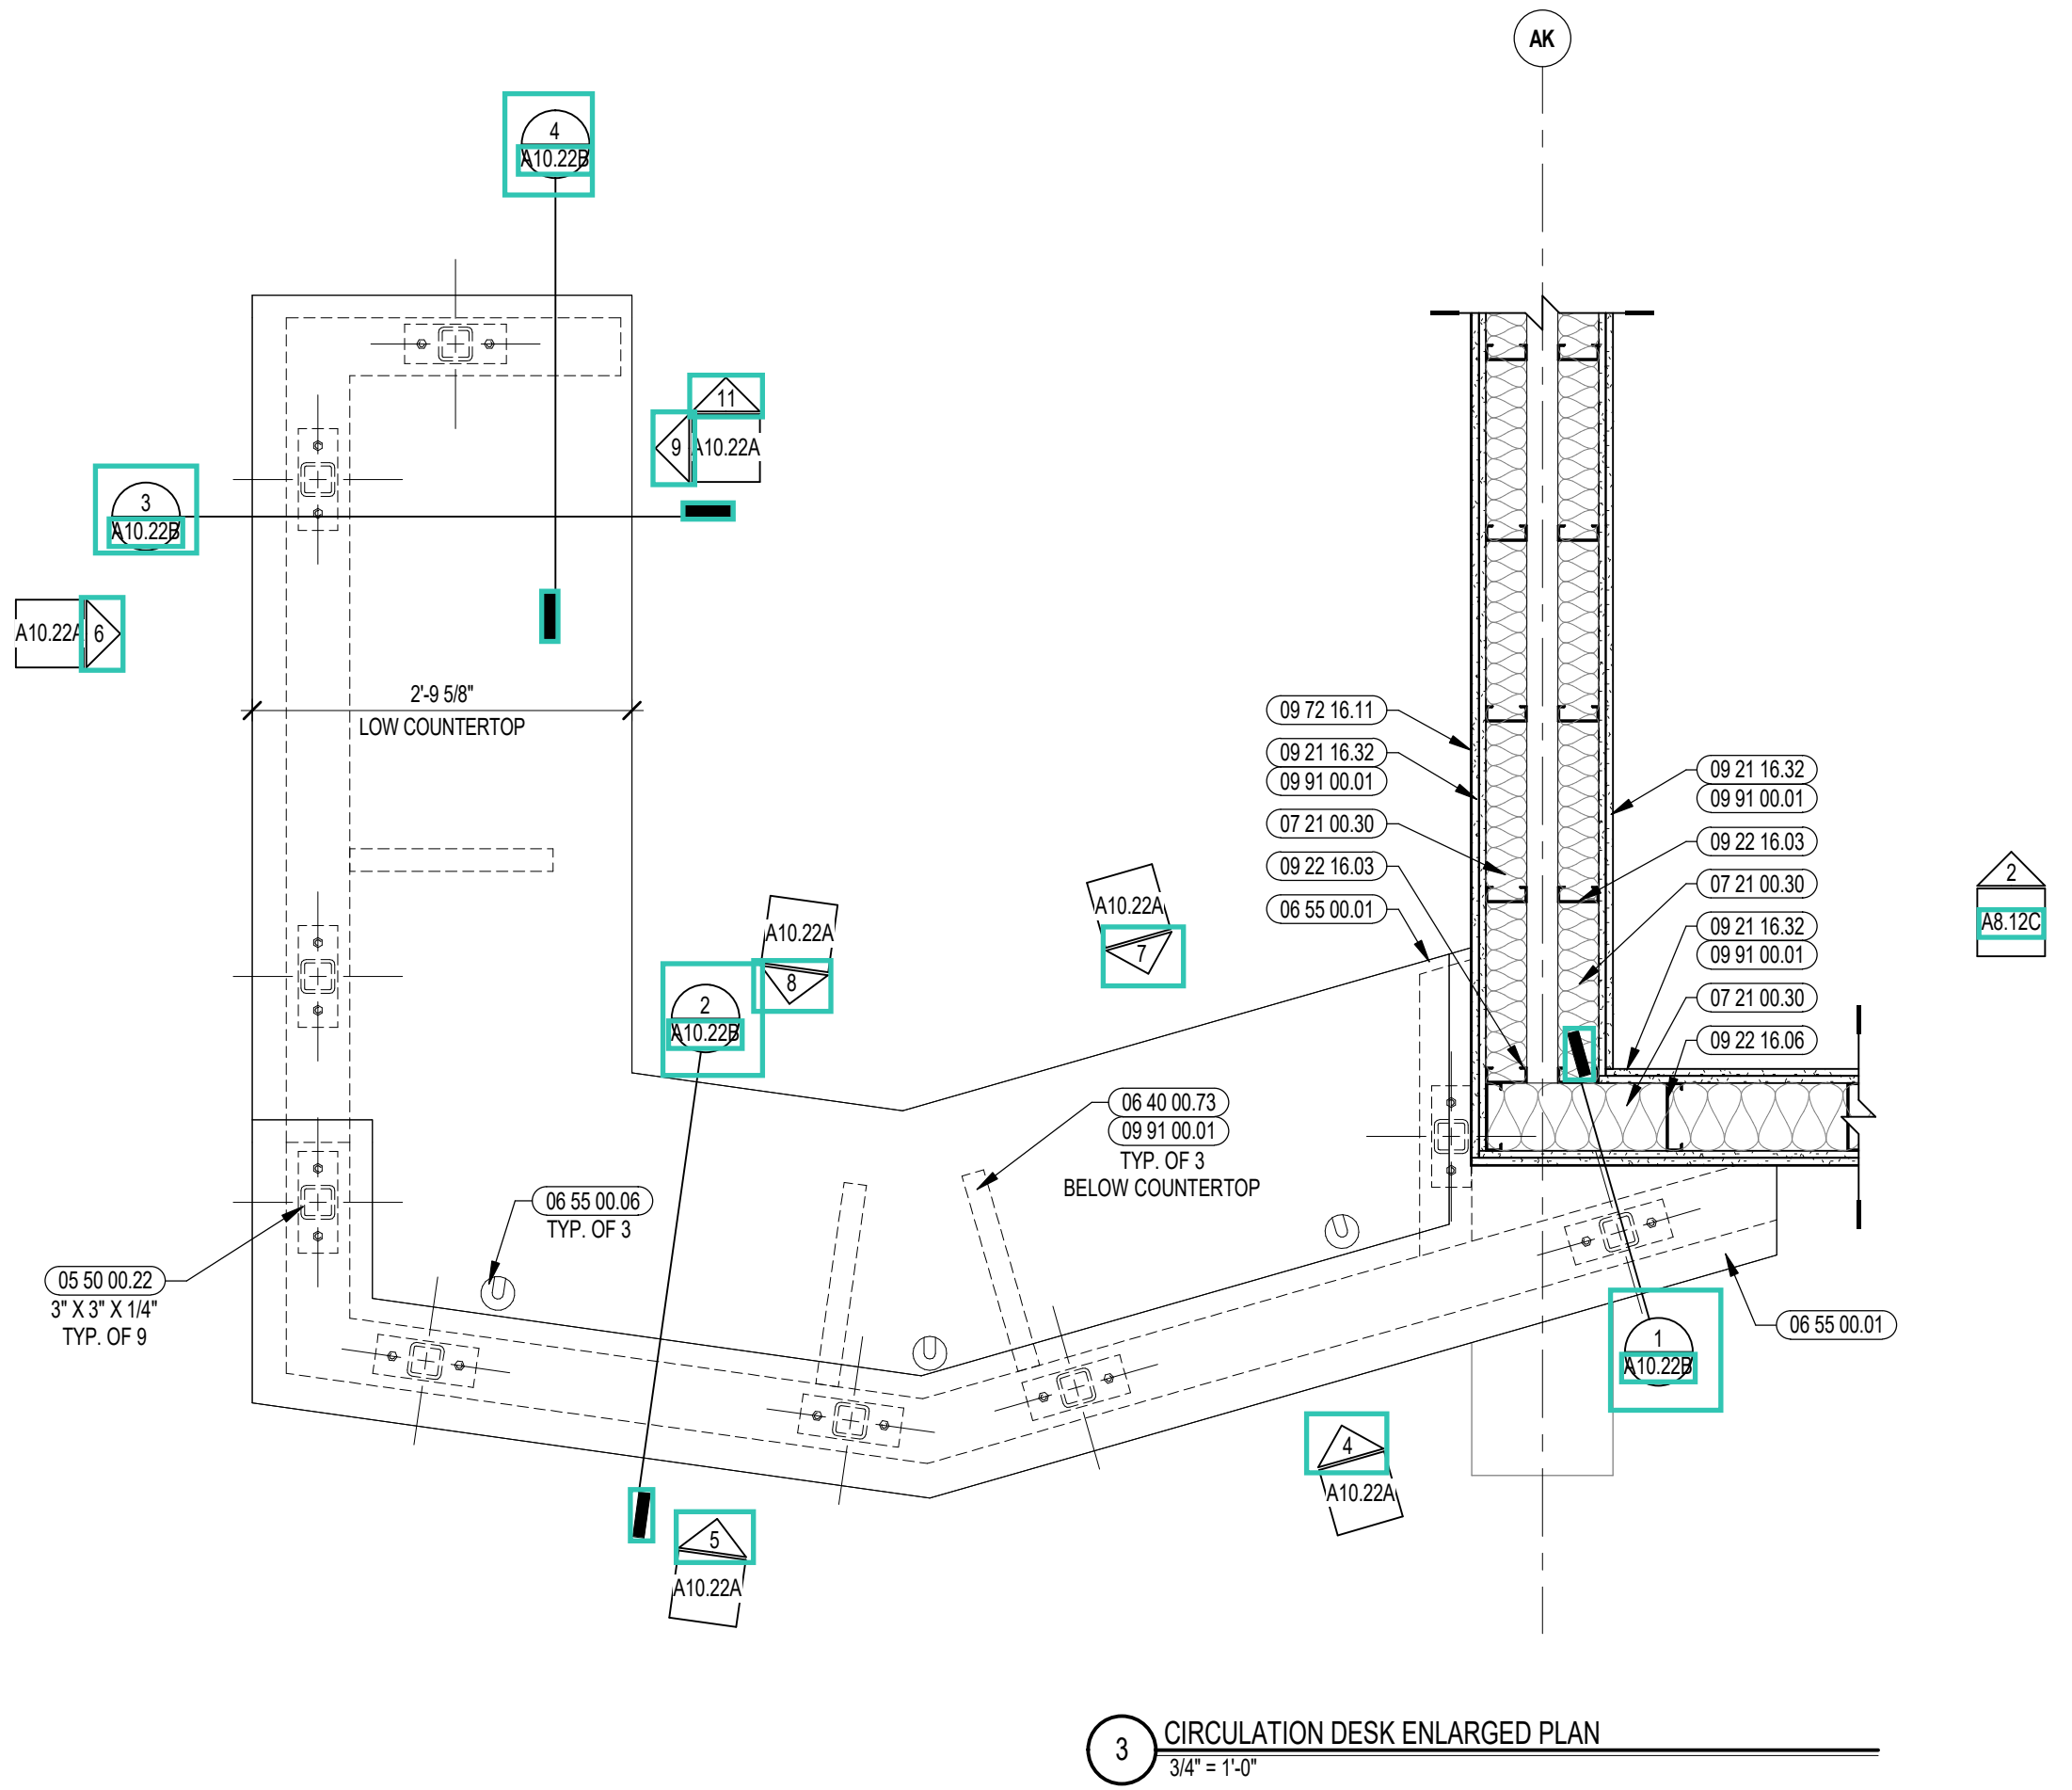 AK
4
A10.22B
11
9
A10.22A
3
A10.22B
A10.22A
6
2'-9 5/8"
LOW COUNTERTOP
09 72 16.11
09 21 16.32
09 91 00.01
07 21 00.30
09 22 16.03
06 55 00.01
09 21 16.32
09 91 00.01
09 22 16.03
07 21 00.30
09 21 16.32
09 91 00.01
07 21 00.30
09 22 16.06
2
A8.12C
A10.22A
7
A10.22A
8
2
A10.22B
06 40 00.73
09 91 00.01
TYP. OF 3
BELOW COUNTERTOP
06 55 00.06
TYP. OF 3
05 50 00.22
3" X 3" X 1/4"
TYP. OF 9
06 55 00.01
1
A10.22B
4
A10.22A
5
A10.22A
3
CIRCULATION DESK ENLARGED PLAN
3/4" = 1'-0"